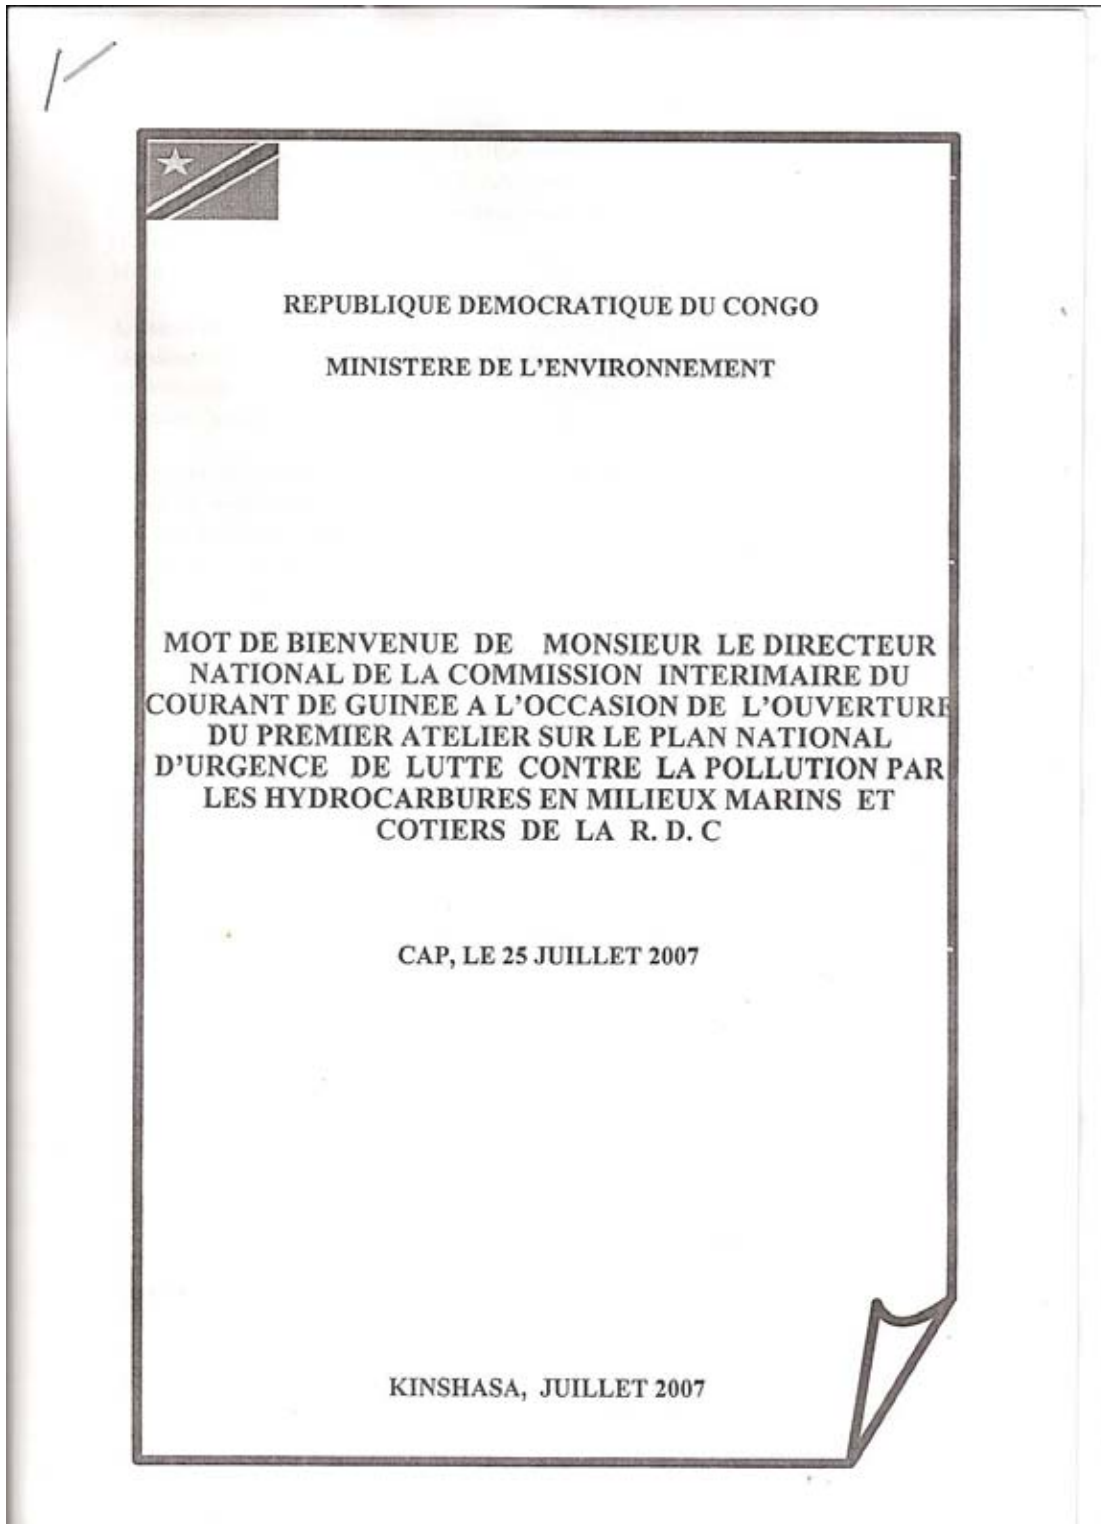 REPUBLIQUE DEMOCRATIQUE DU CONGO
MINISTERE DE L'ENVIRONNEMENT
MOT DE BIENVENUE DE MONSIEUR LE DIRECTEUR
NATIONAL DE LA COMMISSION INTERIMAIRE DU
COURANT DE GUINEE A L'OCCASION DE L'OUVERTURE
DU PREMIER ATELIER SUR LE PLAN NATIONAL
D'URGENCE DE LUTTE CONTRE LA POLLUTION PAR
LES HYDROCARBURES EN MILIEUX MARINS ET
COTIERS DE LA R. D. C
CAP, LE 25 JUILLET 2007
KINSHASA, JUILLET 2007